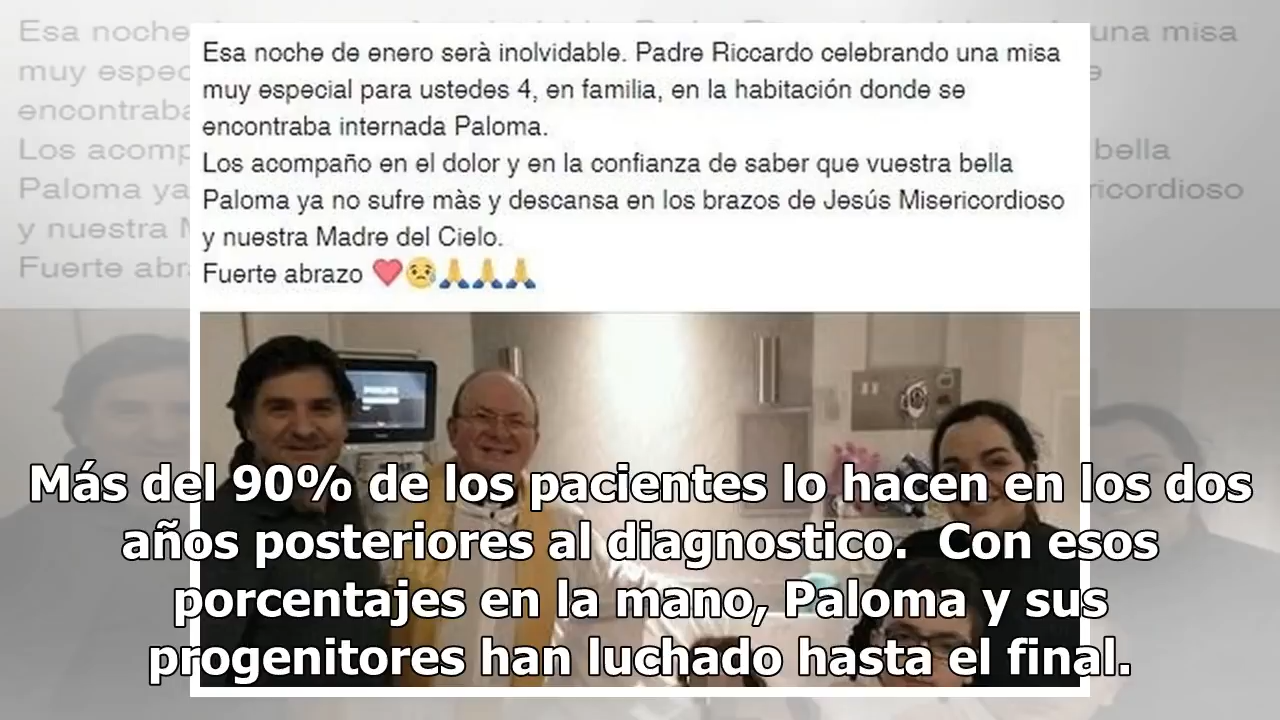 Esa noche de enero serà inolvidable. Padre Riccardo celebrando una misa
muy especial para ustedes 4, en familia, en la habitación donde se
encontraba internada Paloma.
Los acompaño en el dolor y en la confianza de saber que vuestra bella
Paloma ya no sufre màs y descansa en los brazos de Jesús Misericordioso
y nuestra Madre del Cielo.
Fuerte abrazo ❤️😢🙏🙏🙏
Más del 90% de los pacientes lo hacen en los dos
años posteriores al diagnostico. Con esos
porcentajes en la mano, Paloma y sus
progenitores han luchado hasta el final.